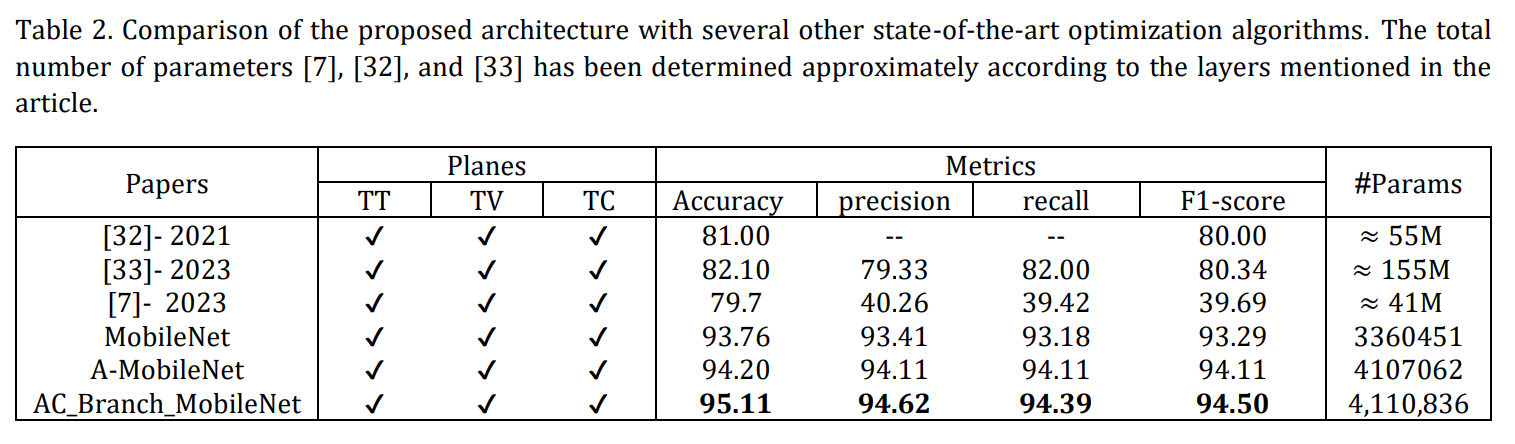 Table 2. Comparison of the proposed architecture with several other state-of-the-art optimization algorithms. The total
number of parameters [7], [32], and [33] has been determined approximately according to the layers mentioned in the
article.
Papers Planes Metrics #Params
TT TV TC Accuracy precision recall F1-score
[32]- 2021 ✓ ✓ ✓ 81.00 -- -- 80.00 ≈ 55M
[33]- 2023 ✓ ✓ ✓ 82.10 79.33 82.00 80.34 ≈ 155M
[7]- 2023 ✓ ✓ ✓ 79.7 40.26 39.42 39.69 ≈ 41M
MobileNet ✓ ✓ ✓ 93.76 93.41 93.18 93.29 3360451
A-MobileNet ✓ ✓ ✓ 94.20 94.11 94.11 94.11 4107062
AC_Branch_MobileNet ✓ ✓ ✓ 95.11 94.62 94.39 94.50 4,110,836